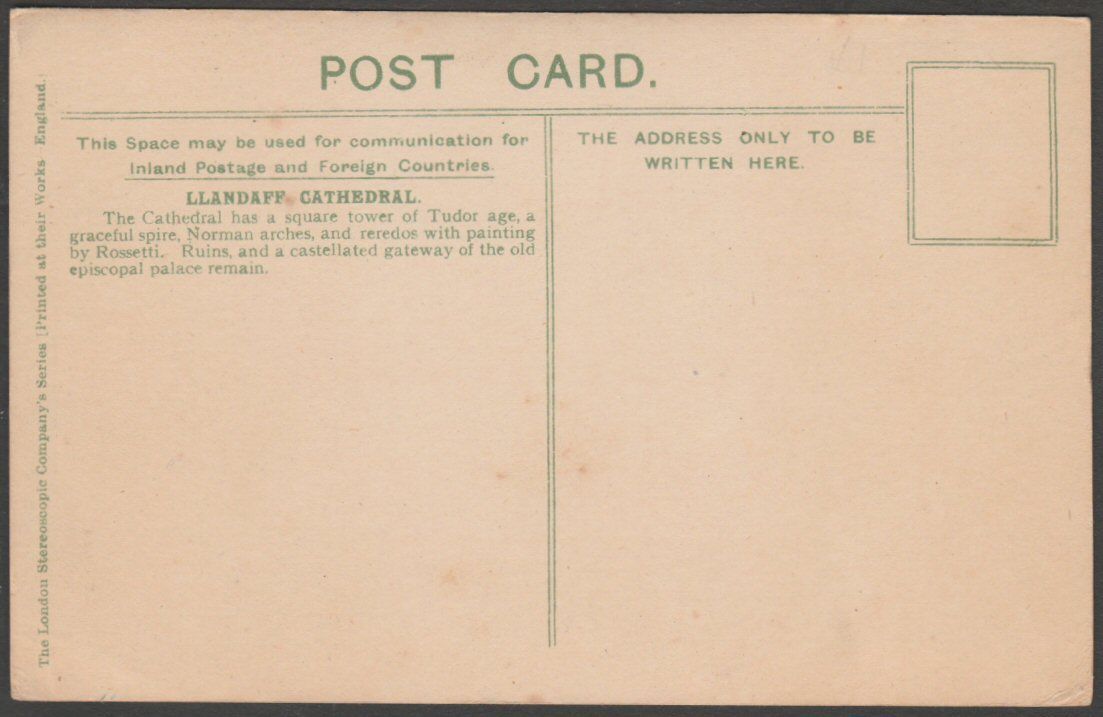 POST CARD.
This Space may be used for communication for
Inland Postage and Foreign Countries.
THE ADDRESS ONLY TO BE
WRITTEN HERE.
LLANDAFF CATHEDRAL.
The Cathedral has a square tower of Tudor age, a
graceful spire, Norman arches, and reredos with painting
by Rossetti. Ruins, and a castellated gateway of the old
episcopal palace remain.
The London Stereoscopic Company's Series [Printed at their Works England.